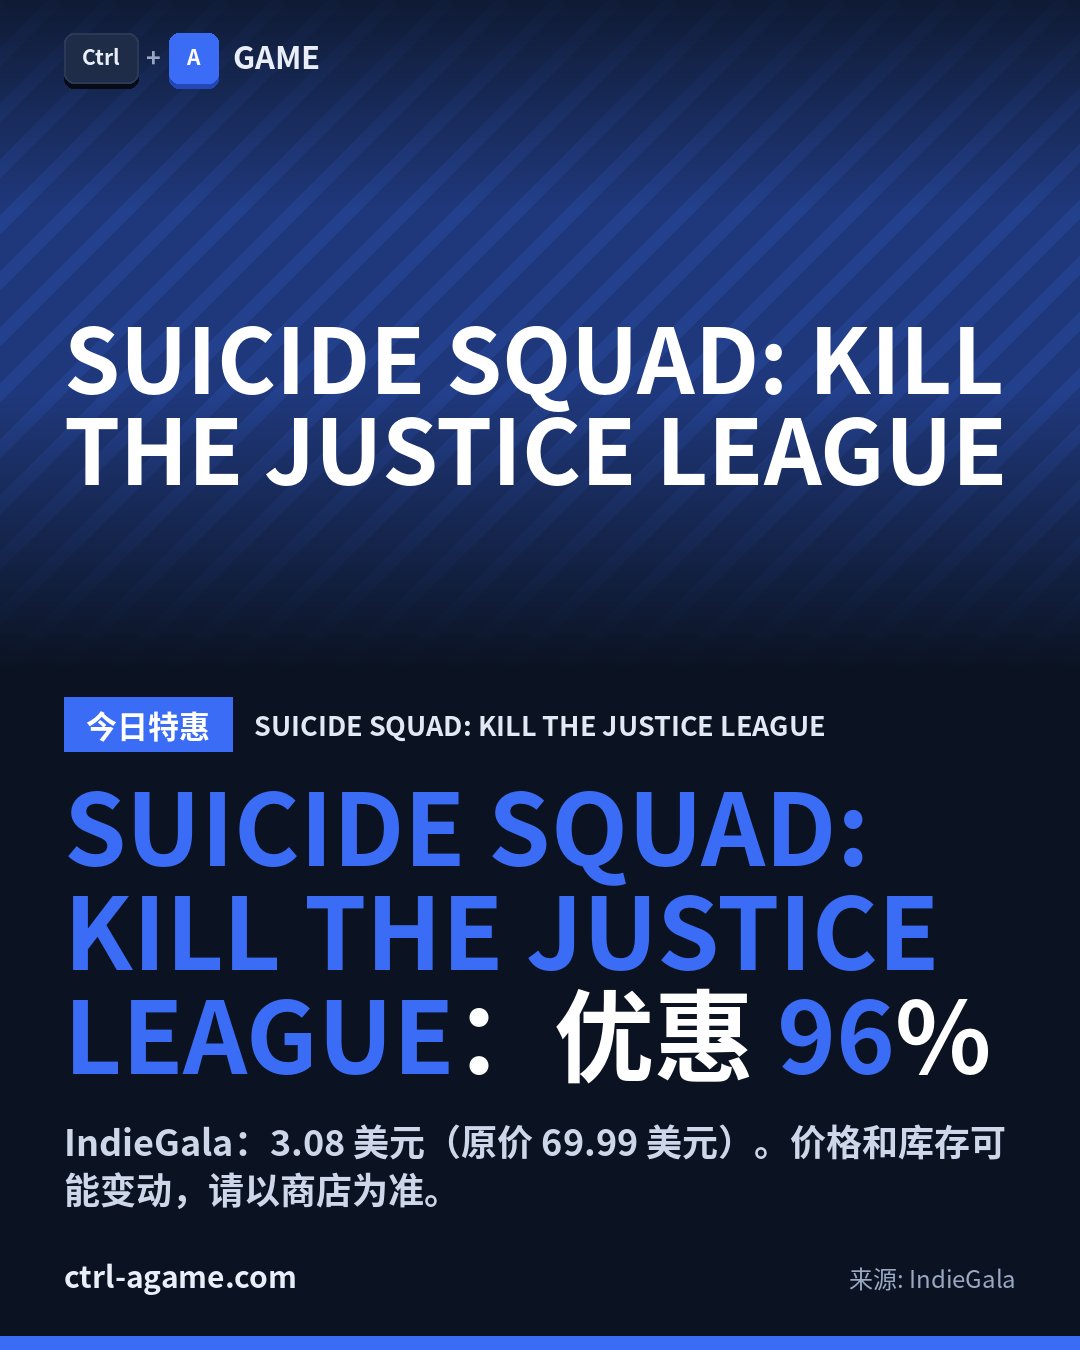 Ctrl + A GAME
SUICIDE SQUAD: KILL
THE JUSTICE LEAGUE
今日特惠 SUICIDE SQUAD: KILL THE JUSTICE LEAGUE
SUICIDE SQUAD:
KILL THE JUSTICE
LEAGUE：优惠 96%
IndieGala：3.08 美元（原价 69.99 美元）。价格和库存可
能变动，请以商店为准。
ctrl-agame.com
来源: IndieGala